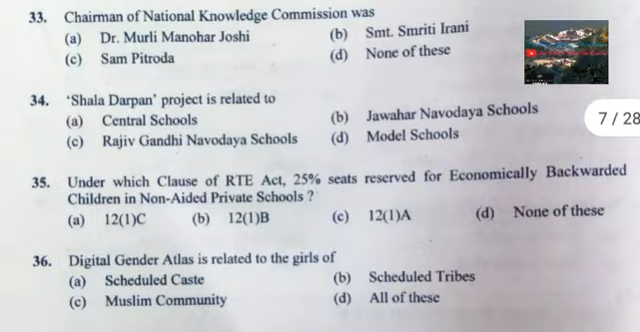 33. Chairman of National Knowledge Commission was
(a) Dr. Murli Manohar Joshi (b) Smt. Smriti Irani
(c) Sam Pitroda (d) None of these
34. ‘Shala Darpan’ project is related to
(a) Central Schools (b) Jawahar Navodaya Schools
(c) Rajiv Gandhi Navodaya Schools (d) Model Schools
7 / 28
35. Under which Clause of RTE Act, 25% seats reserved for Economically Backwarded
Children in Non-Aided Private Schools ?
(a) 12(1)C (b) 12(1)B (c) 12(1)A (d) None of these
36. Digital Gender Atlas is related to the girls of
(a) Scheduled Caste (b) Scheduled Tribes
(c) Muslim Community (d) All of these